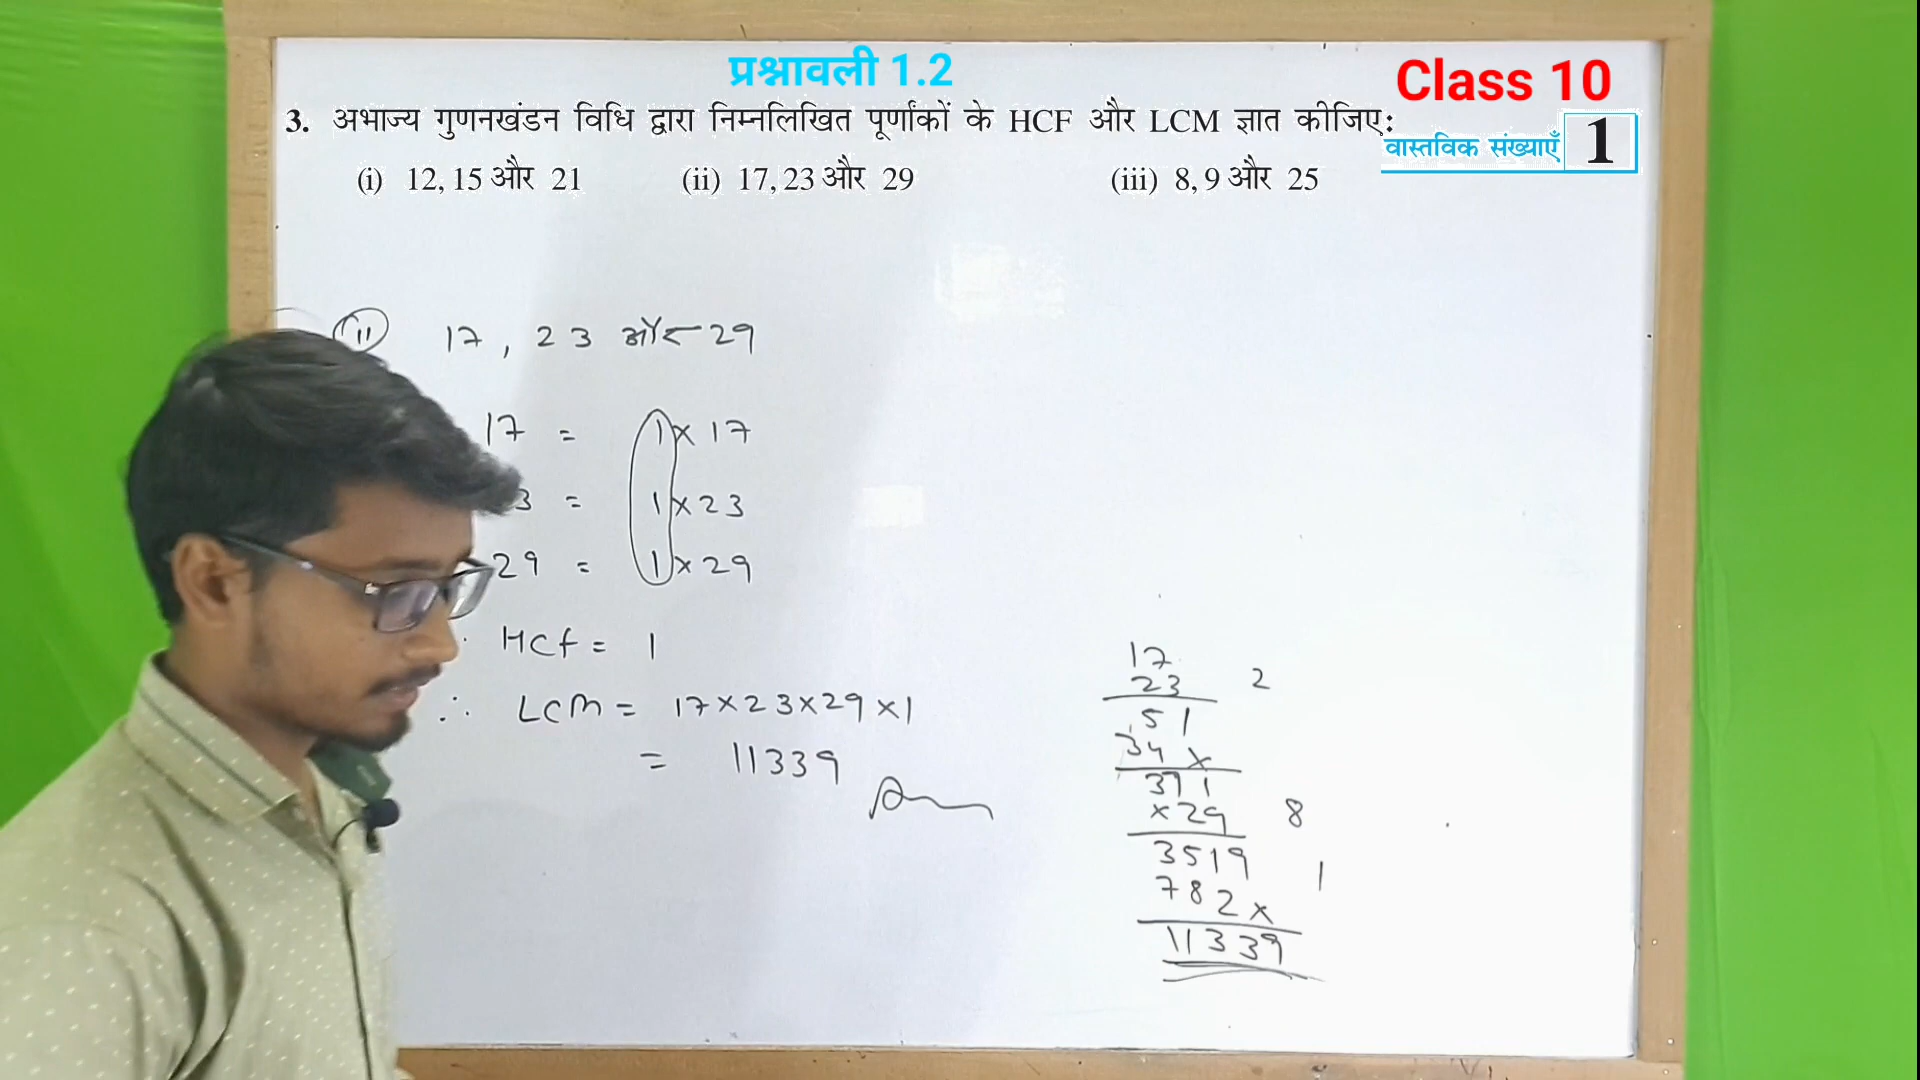 प्रश्नावली 1.2
Class 10
3. अभाज्य गुणनखंडन विधि द्वारा निम्नलिखित पूर्णांकों के HCF और LCM ज्ञात कीजिए:
वास्तविक संख्याएँ 1
(i) 12, 15 और 21 (ii) 17, 23 और 29 (iii) 8, 9 और 25
(ii) 17, 23 और 29
17 = 1 × 17
3 = 1 × 23
29 = 1 × 29
HCF = 1
∴ LCM = 17 × 23 × 29 × 1
= 11339
17
23 2
51
34 ×
391
× 29 8
3519 1
782 ×
11339